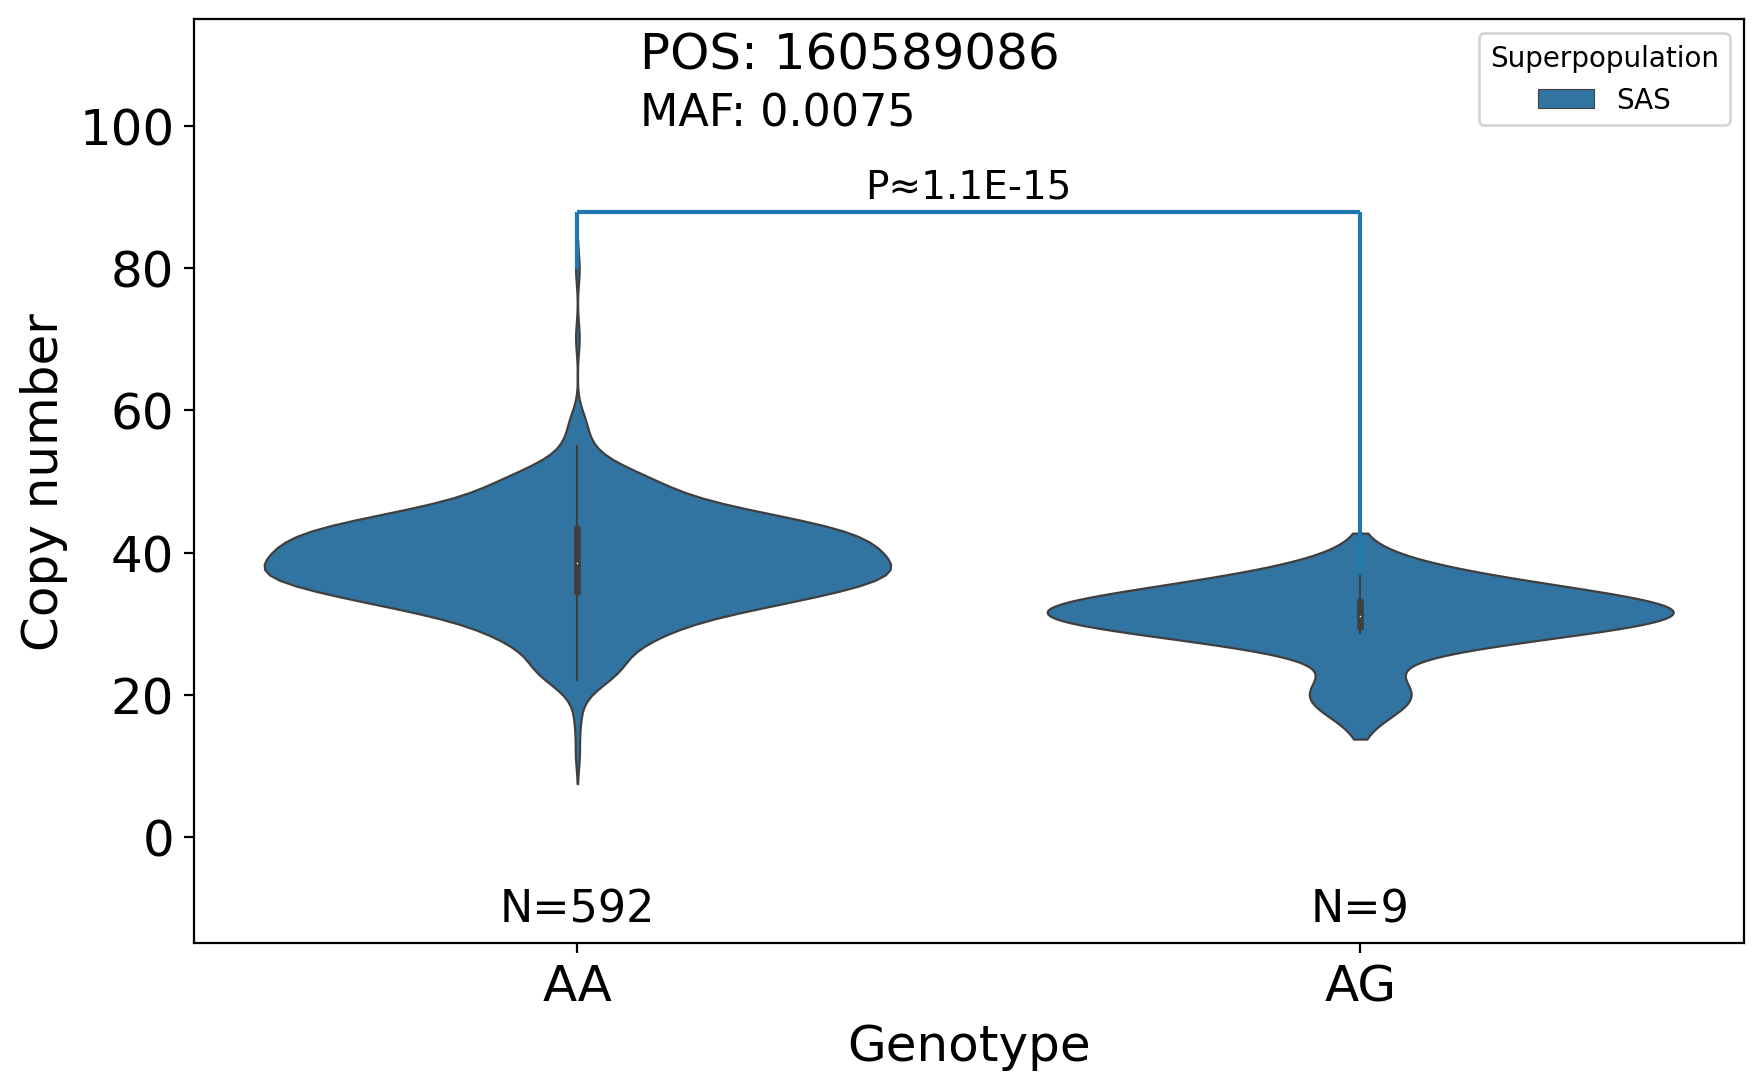 POS: 160589086
MAF: 0.0075
Superpopulation
SAS
P≈1.1E-15
100
80
60
40
20
0
Copy number
N=592
N=9
AA
AG
Genotype